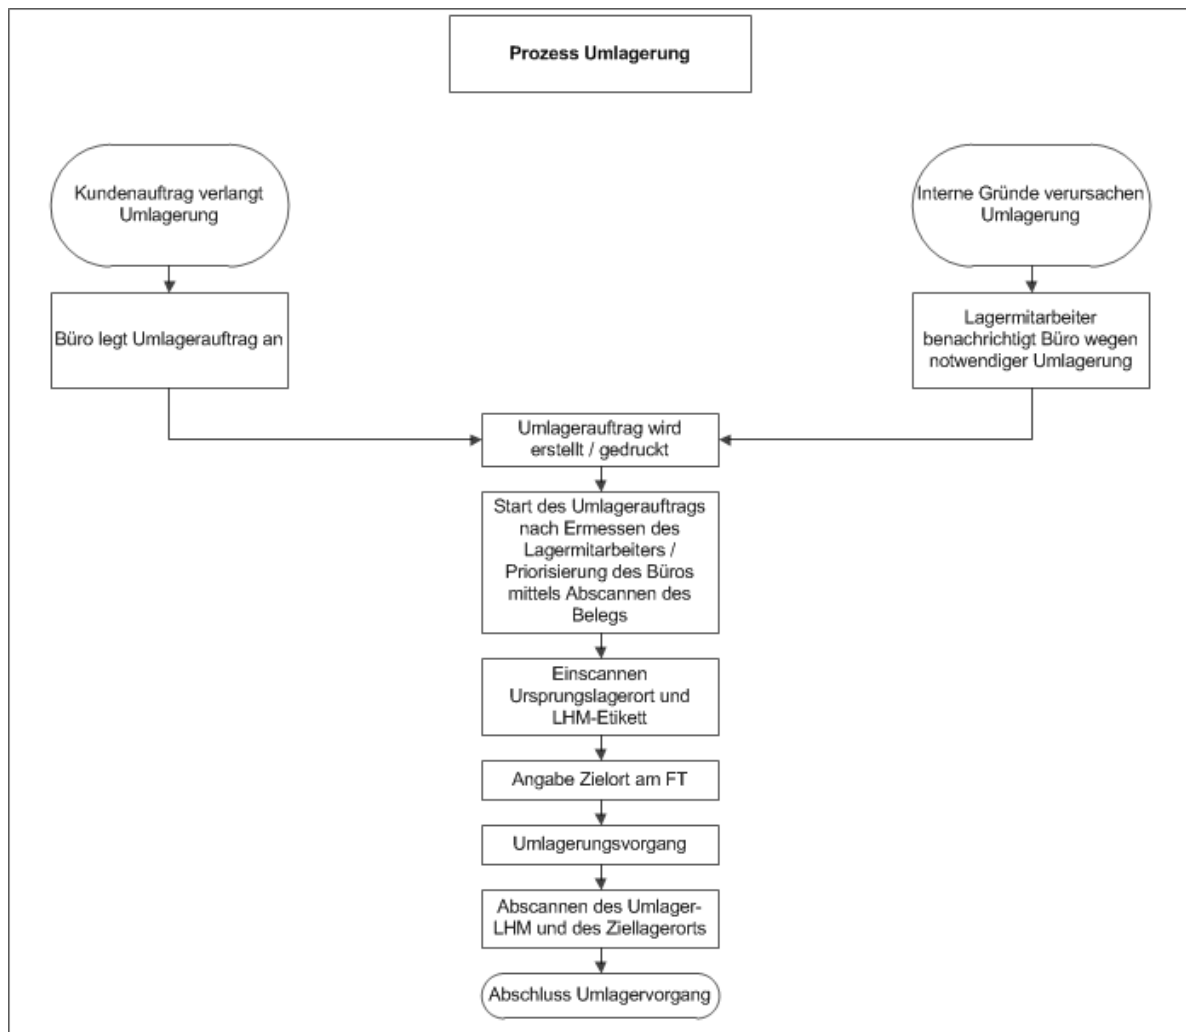 Prozess Umlagerung
Kundenauftrag verlangt
Umlagerung
Interne Gründe verursachen
Umlagerung
Büro legt Umlagerauftrag an
Lagermitarbeiter
benachrichtigt Büro wegen
notwendiger Umlagerung
Umlagerauftrag wird
erstellt / gedruckt
Start des Umlagerauftrags
nach Ermessen des
Lagermitarbeiters /
Priorisierung des Büros
mittels Abscannen des
Belegs
Einscannen
Ursprungslagerort und
LHM-Etikett
Angabe Zielort am FT
Umlagerungsvorgang
Abscannen des Umlager-
LHM und des Ziellagerorts
Abschluss Umlagervorgang